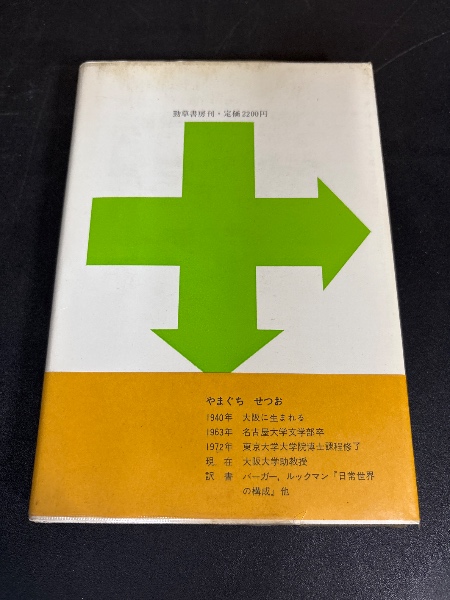 勁草書房刊・定価2200円
やまぐち せつお
1940年 大阪に生まれる
1963年 名古屋大学文学部卒
1972年 東京大学大学院博士課程修了
現在 大阪大学助教授
訳書 バーガー，ルックマン『日常世界
の構成』他